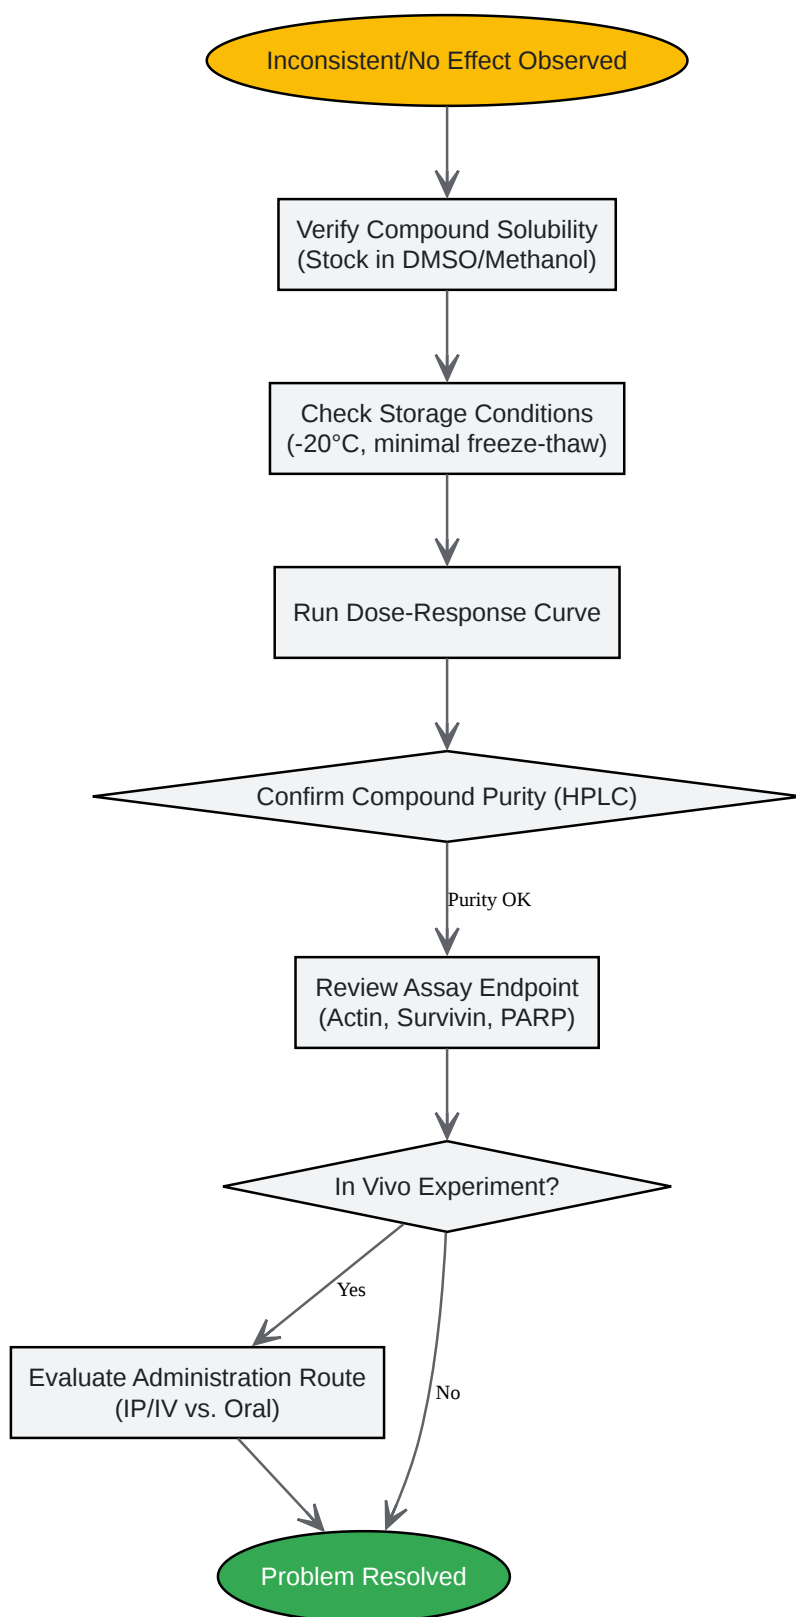 Inconsistent/No Effect Observed
Verify Compound Solubility
(Stock in DMSO/Methanol)
Check Storage Conditions
(-20°C, minimal freeze-thaw)
Run Dose-Response Curve
Confirm Compound Purity (HPLC)
Purity OK
Review Assay Endpoint
(Actin, Survivin, PARP)
In Vivo Experiment?
Yes
Evaluate Administration Route
(IP/IV vs. Oral)
No
Problem Resolved